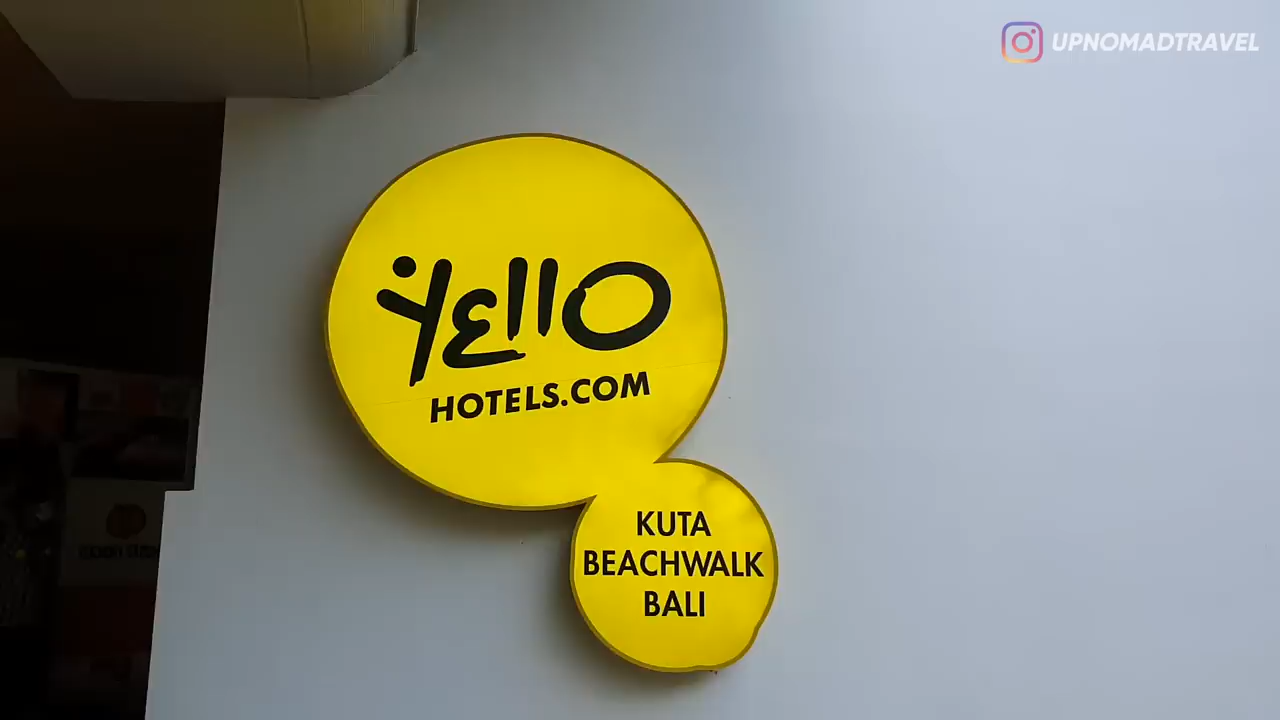 UPNOMADTRAVEL
Yello
HOTELS.COM
KUTA
BEACHWALK
BALI